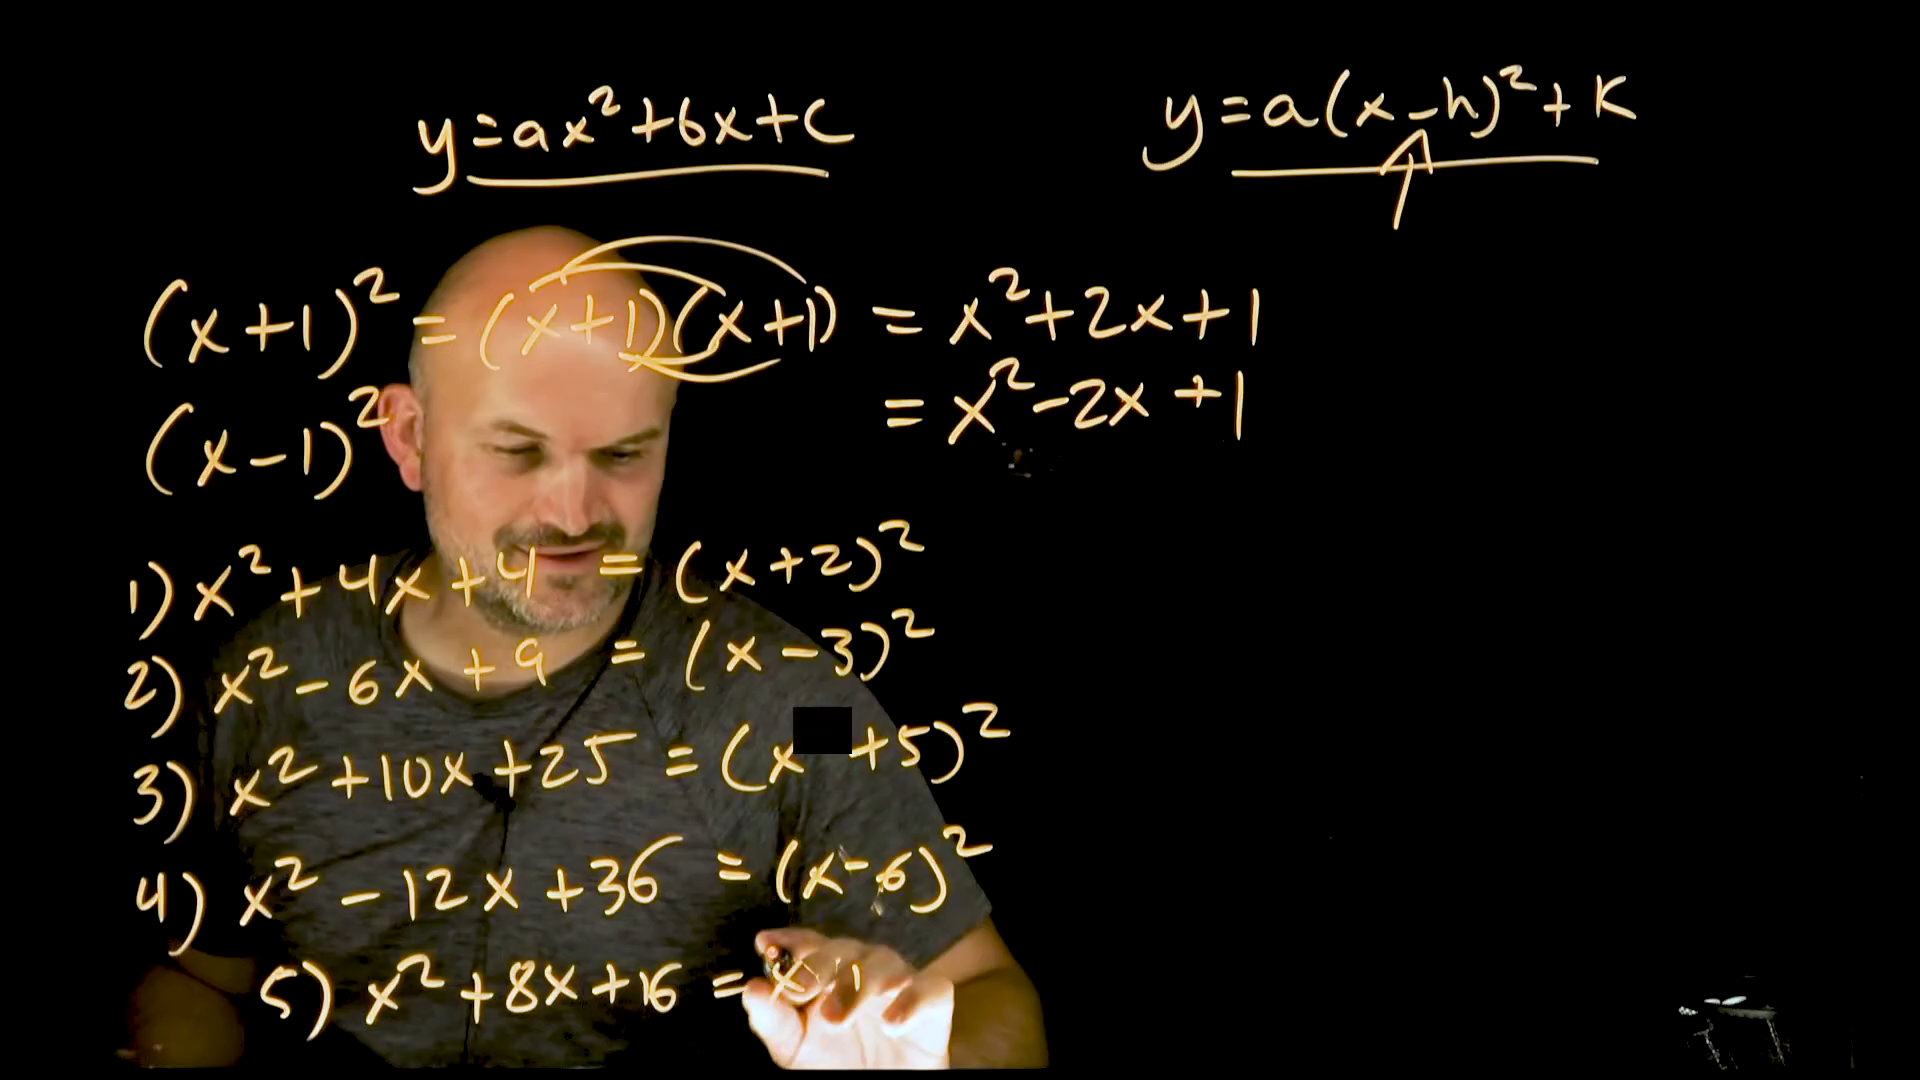 y=ax²+bx+c
y=a(x-h)²+k
(x+1)² = (x+1)(x+1) = x²+2x+1
(x-1)² = x²-2x+1
1) x²+4x+4 = (x+2)²
2) x²-6x+9 = (x-3)²
3) x²+10x+25 = (x+5)²
4) x²-12x+36 = (x-6)²
5) x²+8x+16 = x